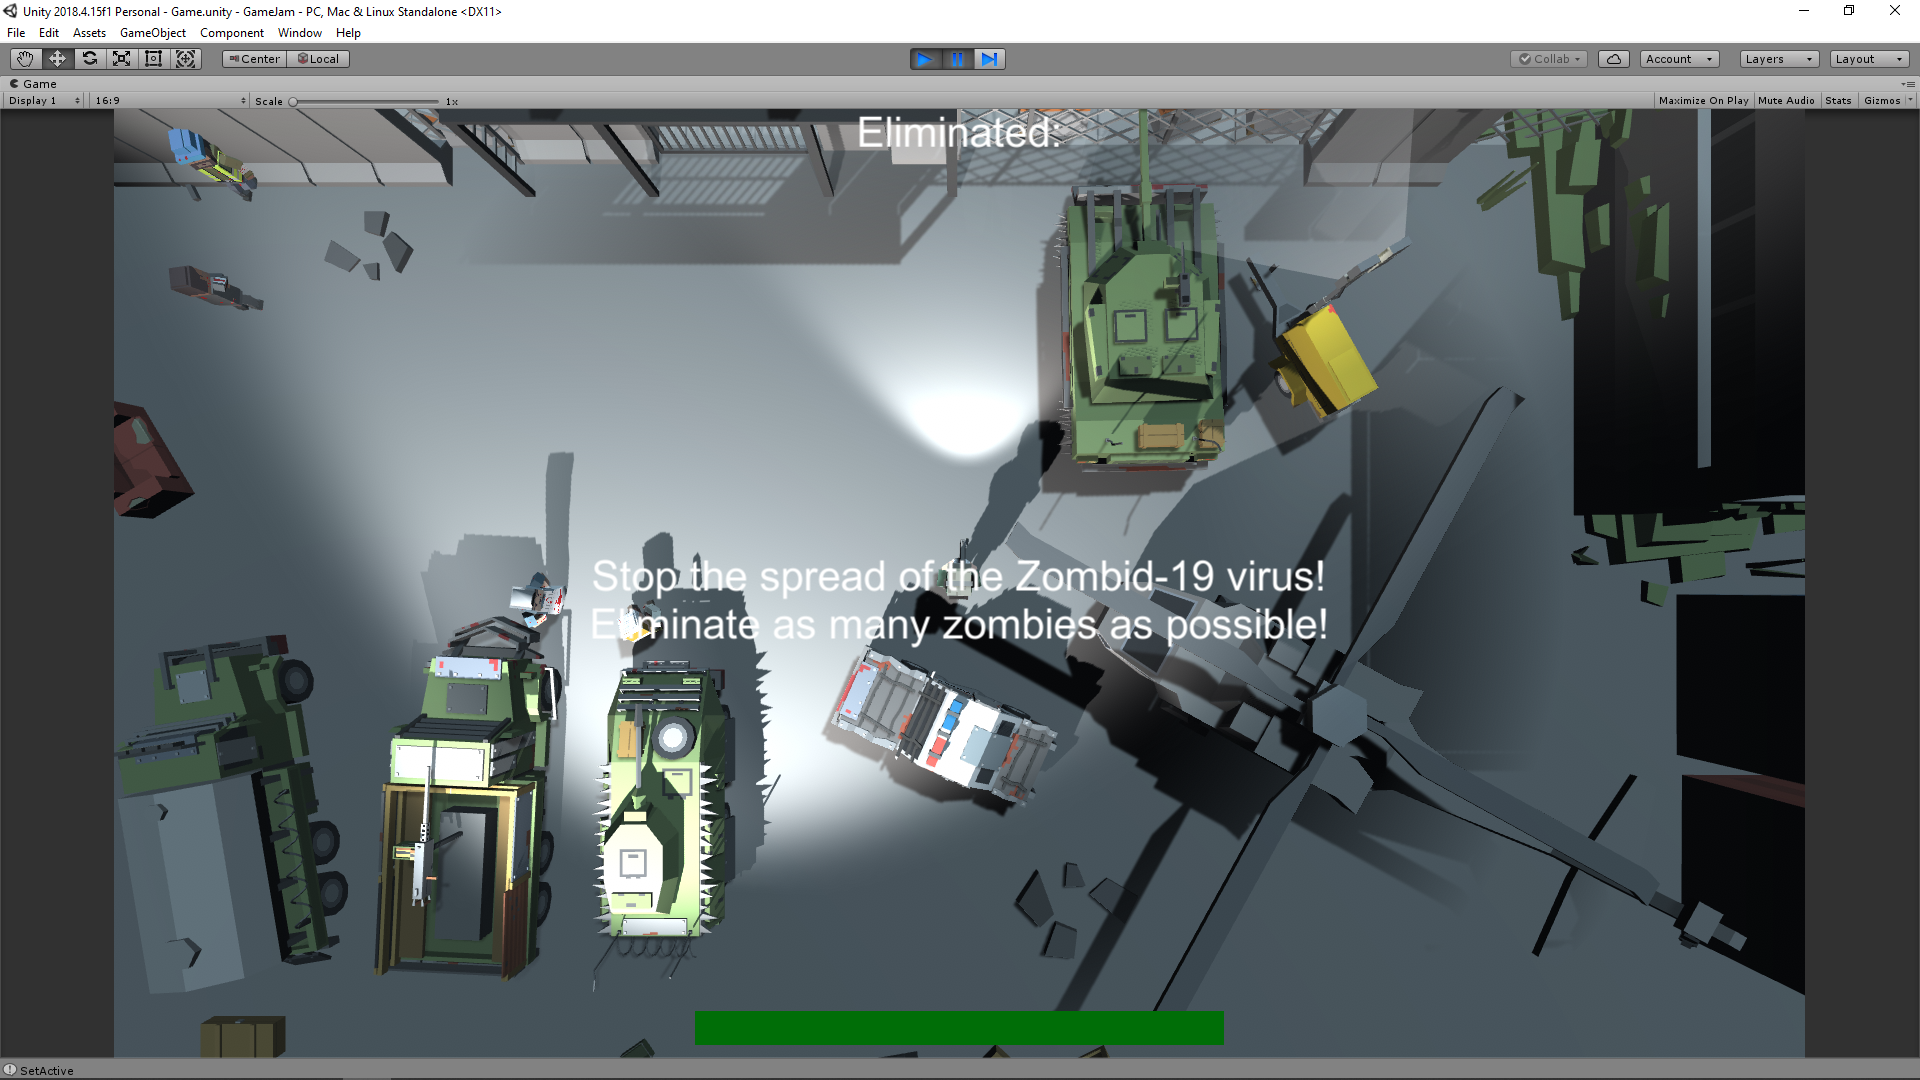 Unity 2018.4.15f1 Personal - Game.unity - GameJam - PC, Mac & Linux Standalone <DX11>
File Edit Assets GameObject Component Window Help
Center Local Collab Account Layers Layout
Game
Display 1 16:9 Scale 1x Maximize On Play Mute Audio Stats Gizmos
Eliminated:
Stop the spread of the Zombid-19 virus!
Eliminate as many zombies as possible!
SetActive